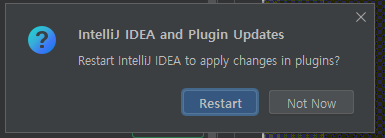 IntelliJ IDEA and Plugin Updates
Restart IntelliJ IDEA to apply changes in plugins?
Restart
Not Now